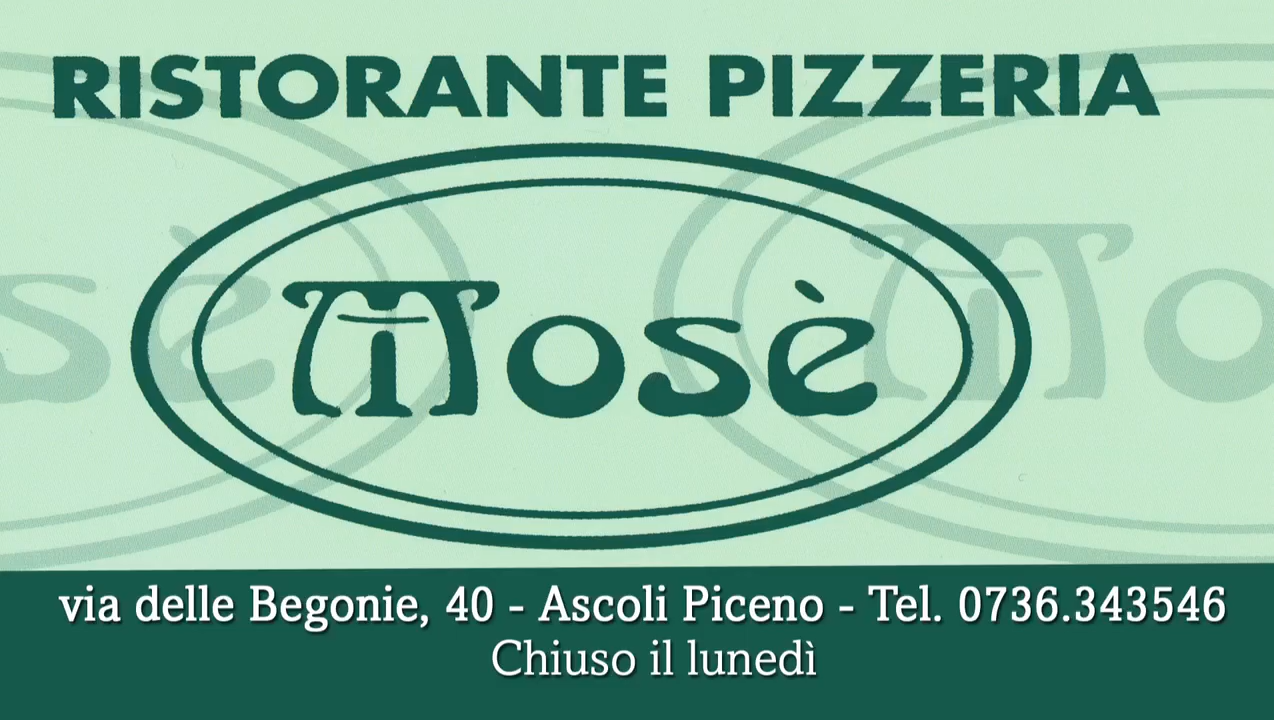 RISTORANTE PIZZERIA
Mosè
via delle Begonie, 40 - Ascoli Piceno - Tel. 0736.343546
Chiuso il lunedì